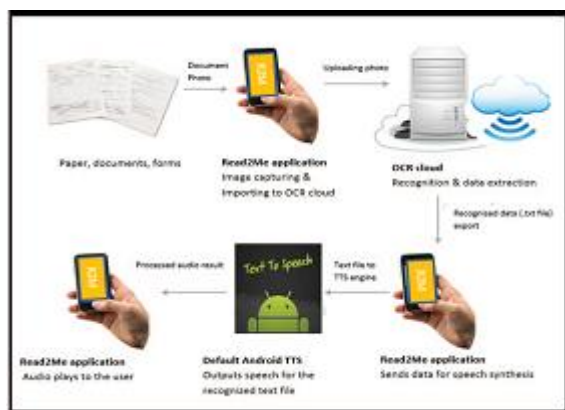 Document
Photo
Uploading photo
R2M
Paper, documents, forms
Read2Me application
Image capturing &
Importing to OCR cloud
OCR cloud
Recognition & data extraction
Recognised data (.txt file)
export
Processed audio result
Text To Speech
Text file to
TTS engine
R2M
R2M
Read2Me application
Audio plays to the user
Default Android TTS
Outputs speech for the
recognized text file
Read2Me application
Sends data for speech synthesis